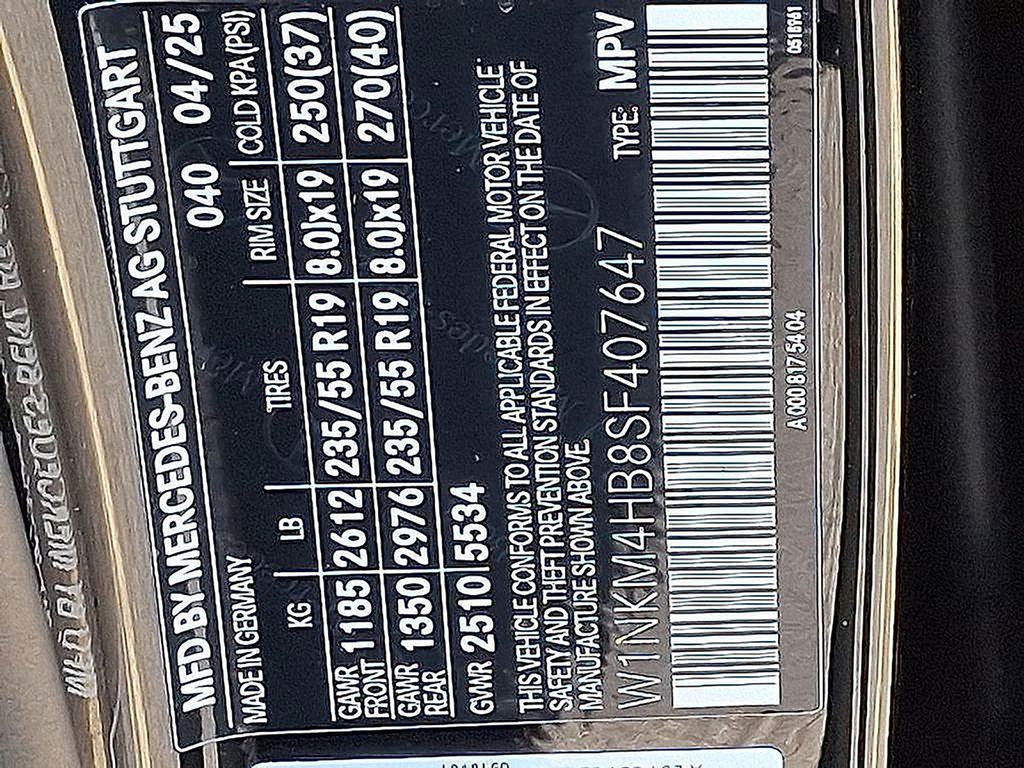 MFD BY MERCEDES-BENZ AG STUTTGART
MADE IN GERMANY 040 04/25
KG LB TIRES RIM SIZE COLD KPA(PSI)
GAWR FRONT 1185 2612 235/55 R19 8.0Jx19 250(37)
GAWR REAR 1350 2976 235/55 R19 8.0Jx19 270(40)
GVWR 2510 5534
THIS VEHICLE CONFORMS TO ALL APPLICABLE FEDERAL MOTOR VEHICLE
SAFETY AND THEFT PREVENTION STANDARDS IN EFFECT ON THE DATE OF
MANUFACTURE SHOWN ABOVE.
W1NKM4HB8SF407647 TYPE: MPV
A 000 817 54 04
0518961